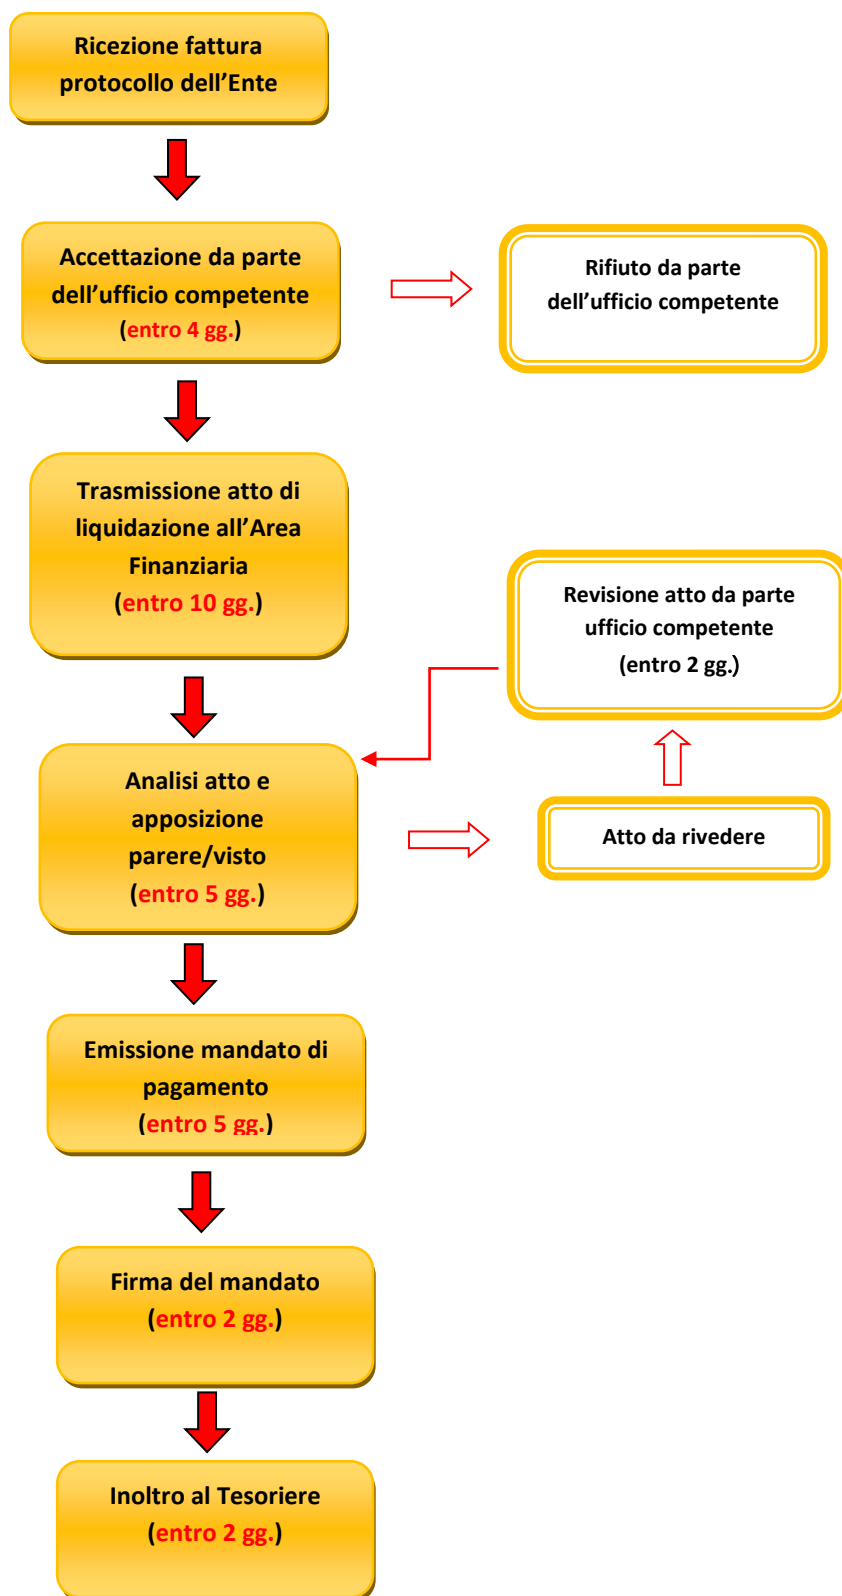 Ricezione fattura
protocollo dell’Ente
Accettazione da parte
dell’ufficio competente
(entro 4 gg.)
Rifiuto da parte
dell’ufficio competente
Trasmissione atto di
liquidazione all’Area
Finanziaria
(entro 10 gg.)
Revisione atto da parte
ufficio competente
(entro 2 gg.)
Analisi atto e
apposizione
parere/visto
(entro 5 gg.)
Atto da rivedere
Emissione mandato di
pagamento
(entro 5 gg.)
Firma del mandato
(entro 2 gg.)
Inoltro al Tesoriere
(entro 2 gg.)